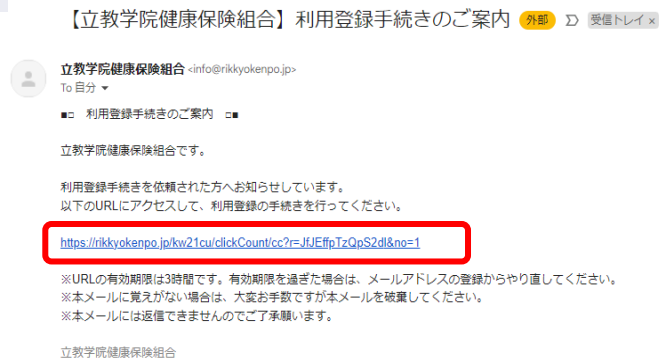 【立教学院健康保険組合】利用登録手続きのご案内 外部 受信トレイ ×
立教学院健康保険組合 <info@rikkyokenpo.jp>
To 自分
■□ 利用登録手続きのご案内 □■
立教学院健康保険組合です。
利用登録手続きを依頼された方へお知らせしています。
以下のURLにアクセスして、利用登録の手続きを行ってください。
https://rikkyokenpo.jp/kw21cu/clickCount/cc?r=JfJEffpTzQpS2dI&no=1
※URLの有効期限は3時間です。有効期限を過ぎた場合は、メールアドレスの登録からやり直してください。
※本メールに覚えがない場合は、大変お手数ですが本メールを破棄してください。
※本メールには返信できませんのでご了承願います。
立教学院健康保険組合